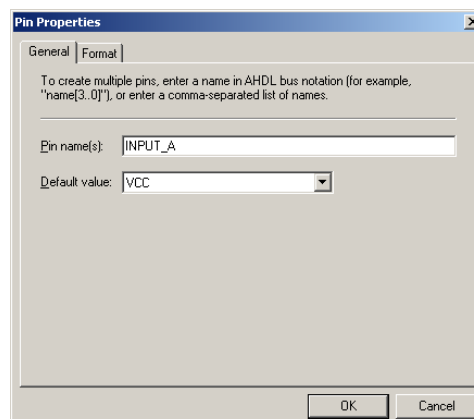 Pin Properties
General
Format
To create multiple pins, enter a name in AHDL bus notation (for example,
"name[3..0]"), or enter a comma-separated list of names.
Pin name(s): INPUT_A
Default value: VCC
OK
Cancel